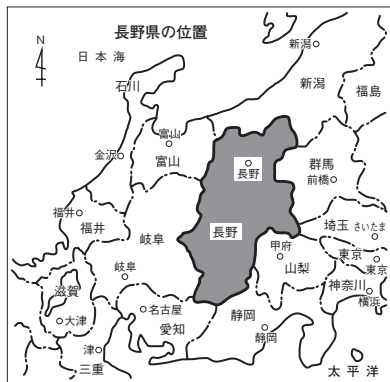 長野県の位置
N
日本海
新潟
石川
新潟
福島
富山
金沢
富山
長野
群馬
前橋
福井
福井
岐阜
長野
埼玉
さいたま
甲府
東京
滋賀
岐阜
山梨
東京
神奈川
大津
名古屋
静岡
横浜
愛知
静岡
津
三重
太平洋